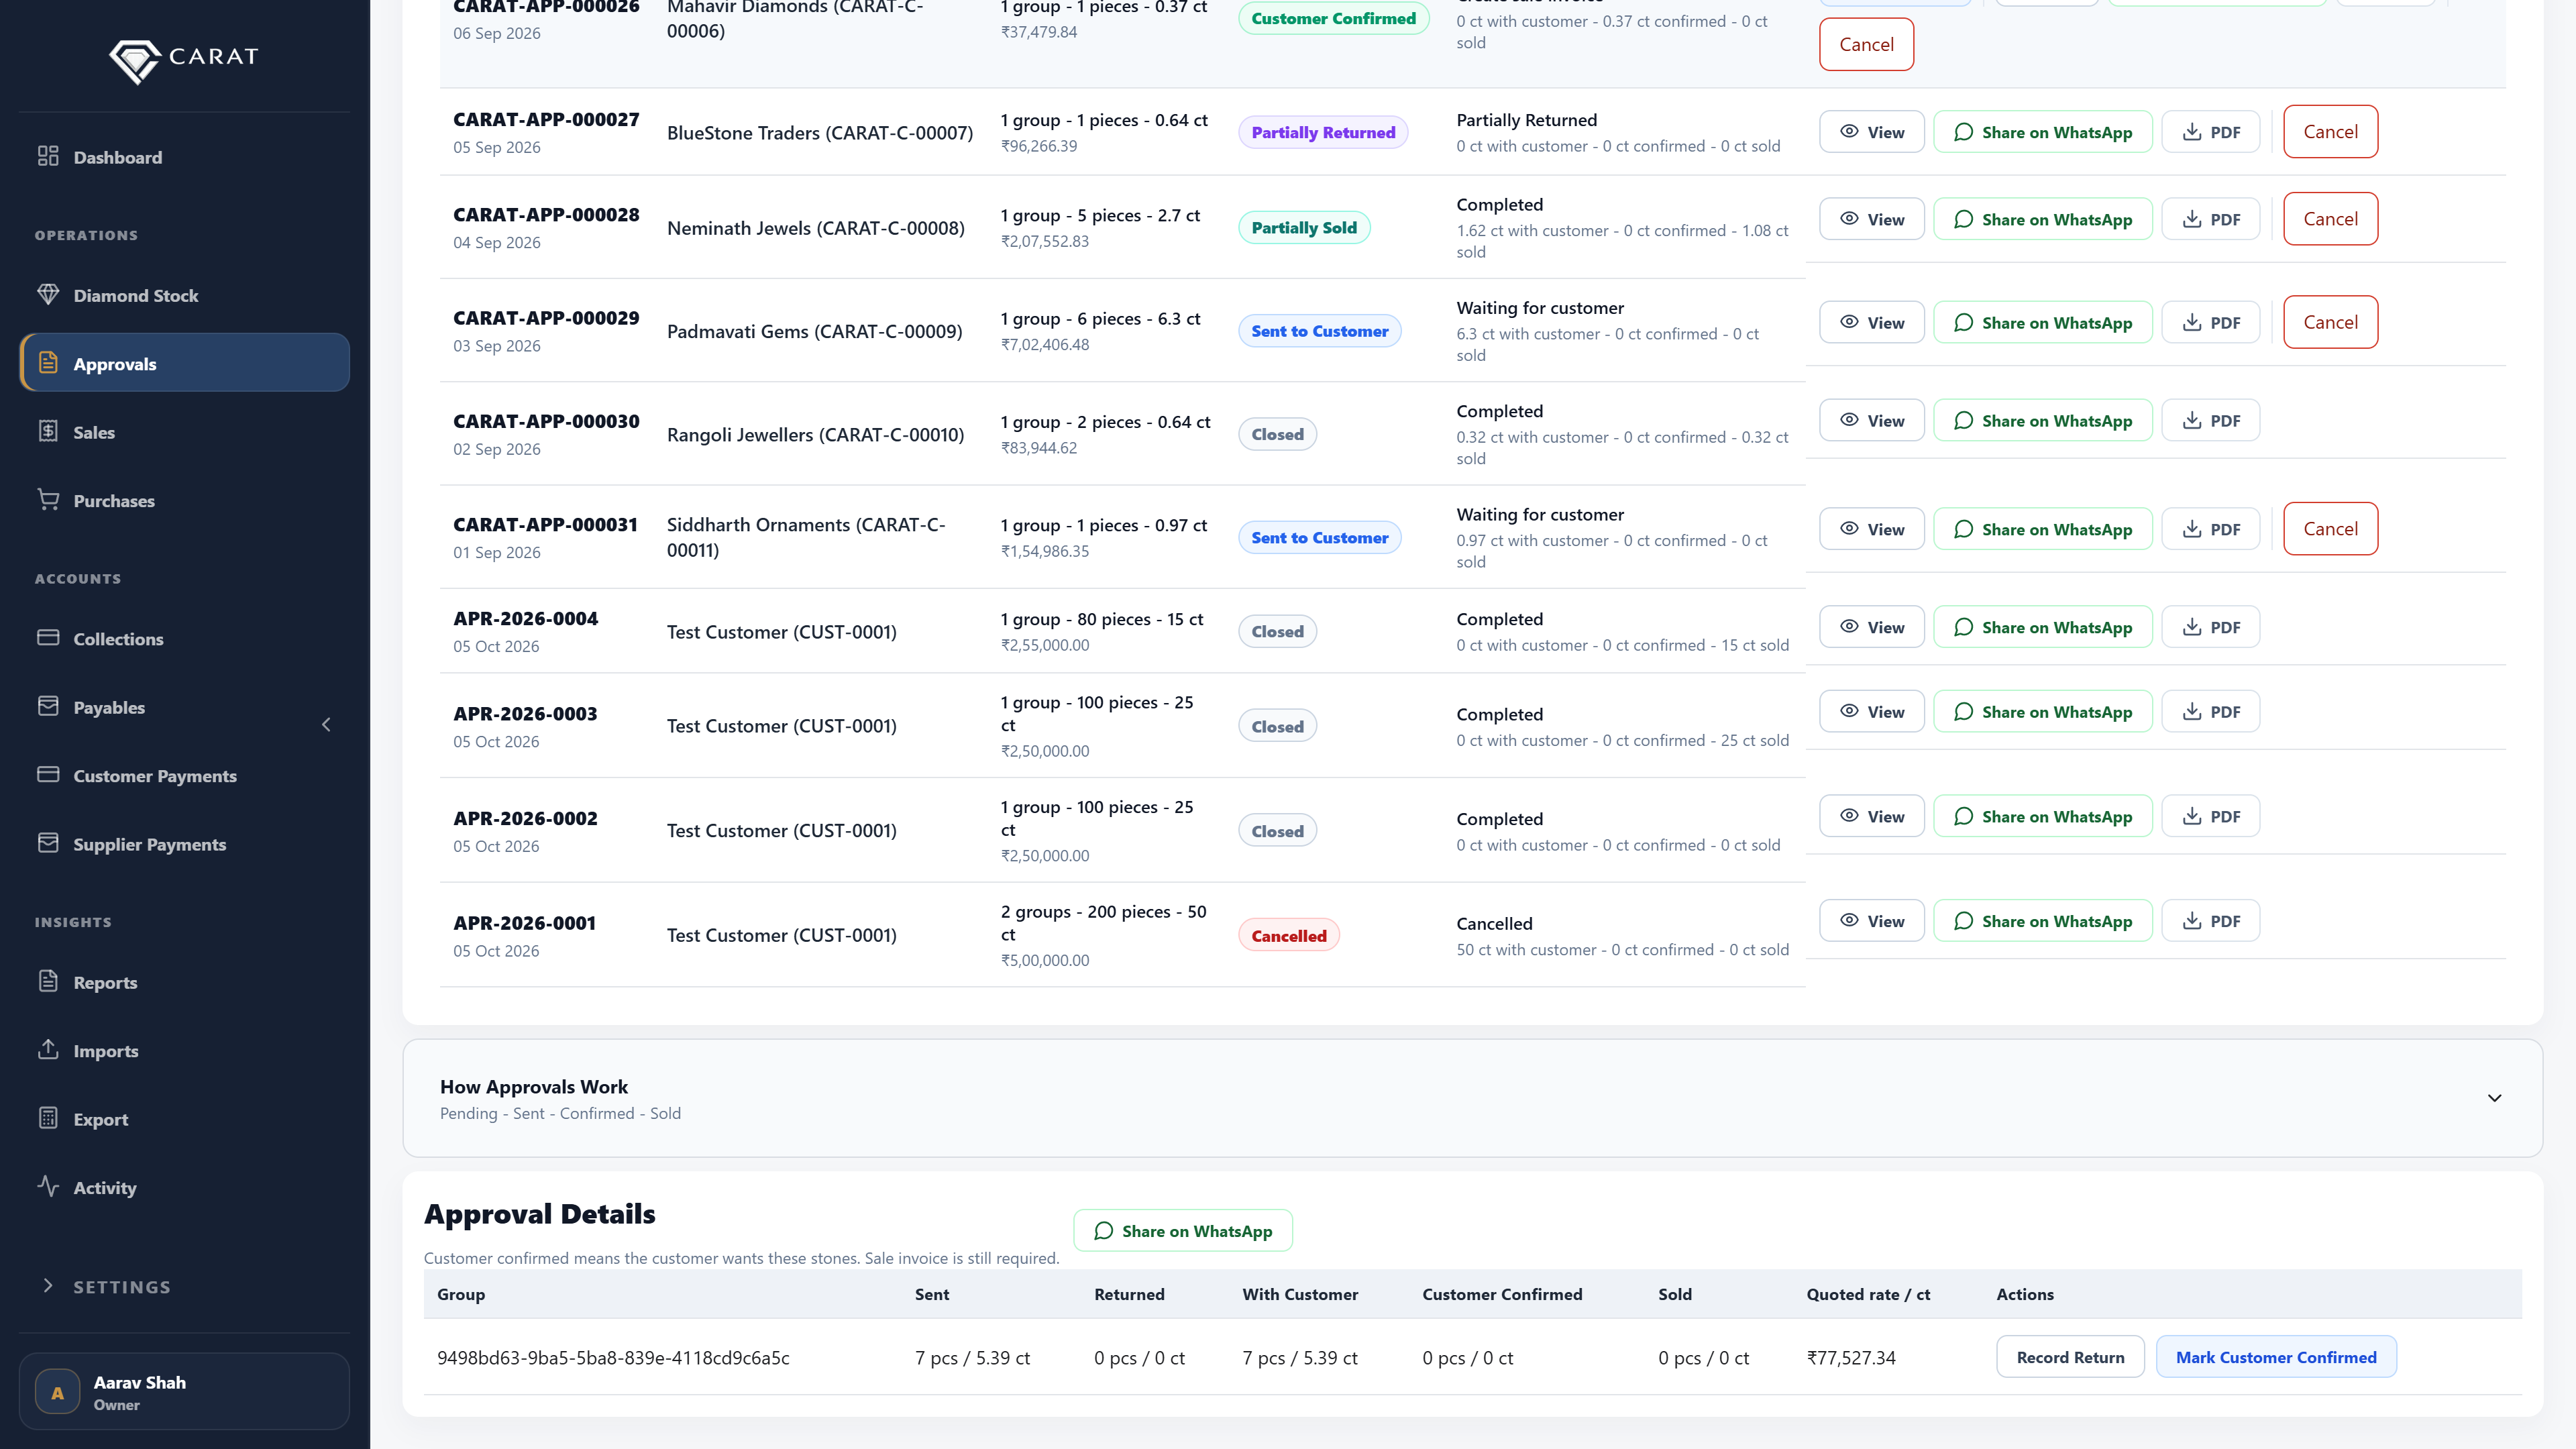 CARAT
Dashboard
OPERATIONS
Diamond Stock
Approvals
Sales
Purchases
ACCOUNTS
Collections
Payables
Customer Payments
Supplier Payments
INSIGHTS
Reports
Imports
Export
Activity
SETTINGS
A
Aarav Shah
Owner
CARAT-APP-000026
06 Sep 2026
Mahavir Diamonds (CARAT-C-
00006)
1 group - 1 pieces - 0.37 ct
₹37,479.84
Customer Confirmed
Create sale invoice
0 ct with customer - 0.37 ct confirmed - 0 ct
sold
Cancel
CARAT-APP-000027
05 Sep 2026
BlueStone Traders (CARAT-C-00007)
1 group - 1 pieces - 0.64 ct
₹96,266.39
Partially Returned
Partially Returned
0 ct with customer - 0 ct confirmed - 0 ct sold
View
Share on WhatsApp
PDF
Cancel
CARAT-APP-000028
04 Sep 2026
Neminath Jewels (CARAT-C-00008)
1 group - 5 pieces - 2.7 ct
₹2,07,552.83
Partially Sold
Completed
1.62 ct with customer - 0 ct confirmed - 1.08 ct
sold
View
Share on WhatsApp
PDF
Cancel
CARAT-APP-000029
03 Sep 2026
Padmavati Gems (CARAT-C-00009)
1 group - 6 pieces - 6.3 ct
₹7,02,406.48
Sent to Customer
Waiting for customer
6.3 ct with customer - 0 ct confirmed - 0 ct
sold
View
Share on WhatsApp
PDF
Cancel
CARAT-APP-000030
02 Sep 2026
Rangoli Jewellers (CARAT-C-00010)
1 group - 2 pieces - 0.64 ct
₹83,944.62
Closed
Completed
0.32 ct with customer - 0 ct confirmed - 0.32 ct
sold
View
Share on WhatsApp
PDF
CARAT-APP-000031
01 Sep 2026
Siddharth Ornaments (CARAT-C-
00011)
1 group - 1 pieces - 0.97 ct
₹1,54,986.35
Sent to Customer
Waiting for customer
0.97 ct with customer - 0 ct confirmed - 0 ct
sold
View
Share on WhatsApp
PDF
Cancel
APR-2026-0004
05 Oct 2026
Test Customer (CUST-0001)
1 group - 80 pieces - 15 ct
₹2,55,000.00
Closed
Completed
0 ct with customer - 0 ct confirmed - 15 ct sold
View
Share on WhatsApp
PDF
APR-2026-0003
05 Oct 2026
Test Customer (CUST-0001)
1 group - 100 pieces - 25
ct
₹2,50,000.00
Closed
Completed
0 ct with customer - 0 ct confirmed - 25 ct sold
View
Share on WhatsApp
PDF
APR-2026-0002
05 Oct 2026
Test Customer (CUST-0001)
1 group - 100 pieces - 25
ct
₹2,50,000.00
Closed
Completed
0 ct with customer - 0 ct confirmed - 0 ct sold
View
Share on WhatsApp
PDF
APR-2026-0001
05 Oct 2026
Test Customer (CUST-0001)
2 groups - 200 pieces - 50
ct
₹5,00,000.00
Cancelled
Cancelled
50 ct with customer - 0 ct confirmed - 0 ct sold
View
Share on WhatsApp
PDF
How Approvals Work
Pending - Sent - Confirmed - Sold
Approval Details
Customer confirmed means the customer wants these stones. Sale invoice is still required.
Share on WhatsApp
Group Sent Returned With Customer Customer Confirmed Sold Quoted rate / ct Actions
9498bd63-9ba5-5ba8-839e-4118cd9c6a5c 7 pcs / 5.39 ct 0 pcs / 0 ct 7 pcs / 5.39 ct 0 pcs / 0 ct 0 pcs / 0 ct ₹77,527.34 Record Return Mark Customer Confirmed